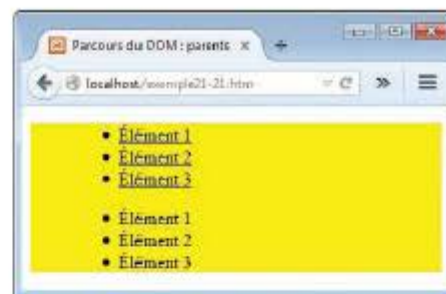 Parcours du DOM : parents ×
localhost/exemple21-21.htm
Élément 1
Élément 2
Élément 3
Élément 1
Élément 2
Élément 3